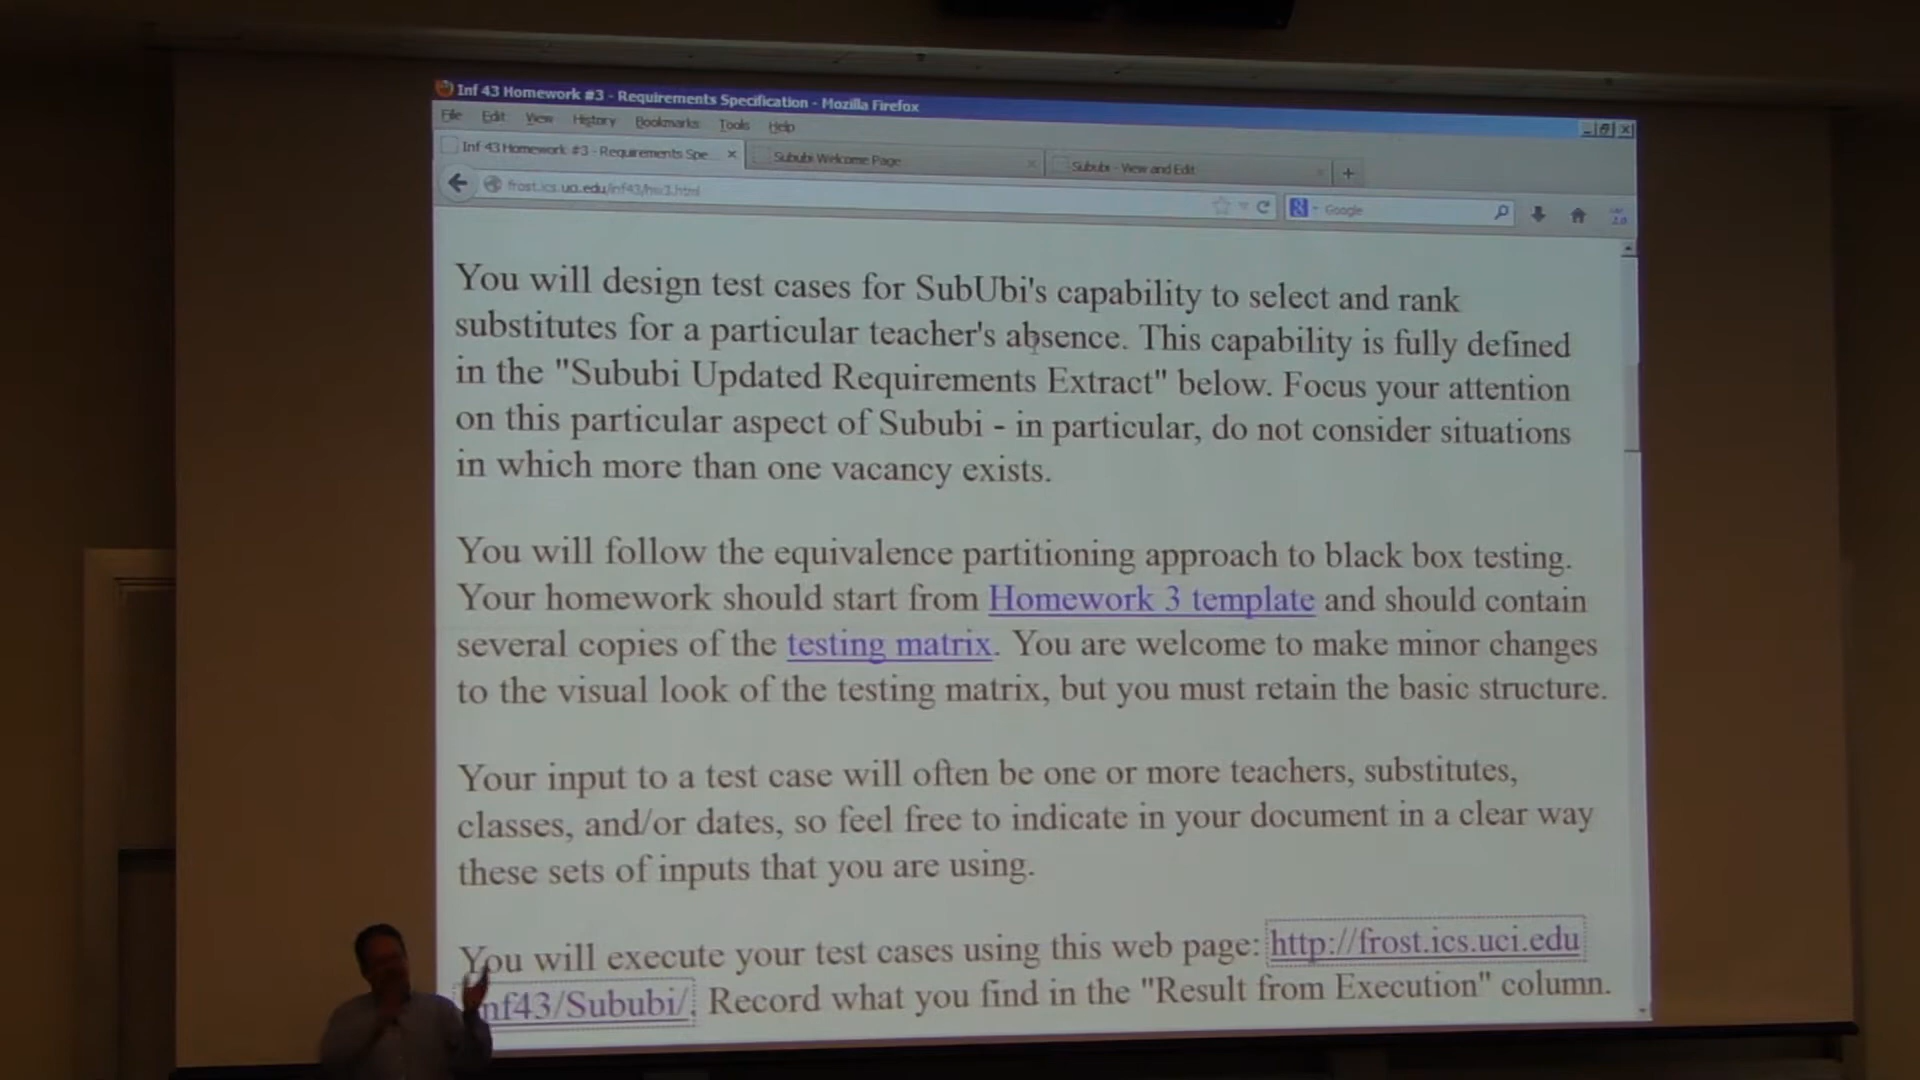 Inf 43 Homework #3 - Requirements Specification - Mozilla Firefox
File Edit View History Bookmarks Tools Help
Inf 43 Homework #3 - Requirements Spe... Sububi Welcome Page Sububi - View and Edit
frost.ics.uci.edu/inf43/hw3.html Google
You will design test cases for SubUbi's capability to select and rank
substitutes for a particular teacher's absence. This capability is fully defined
in the "Sububi Updated Requirements Extract" below. Focus your attention
on this particular aspect of Sububi - in particular, do not consider situations
in which more than one vacancy exists.
You will follow the equivalence partitioning approach to black box testing.
Your homework should start from Homework 3 template and should contain
several copies of the testing matrix. You are welcome to make minor changes
to the visual look of the testing matrix, but you must retain the basic structure.
Your input to a test case will often be one or more teachers, substitutes,
classes, and/or dates, so feel free to indicate in your document in a clear way
these sets of inputs that you are using.
You will execute your test cases using this web page: http://frost.ics.uci.edu
nf43/Sububi/. Record what you find in the "Result from Execution" column.